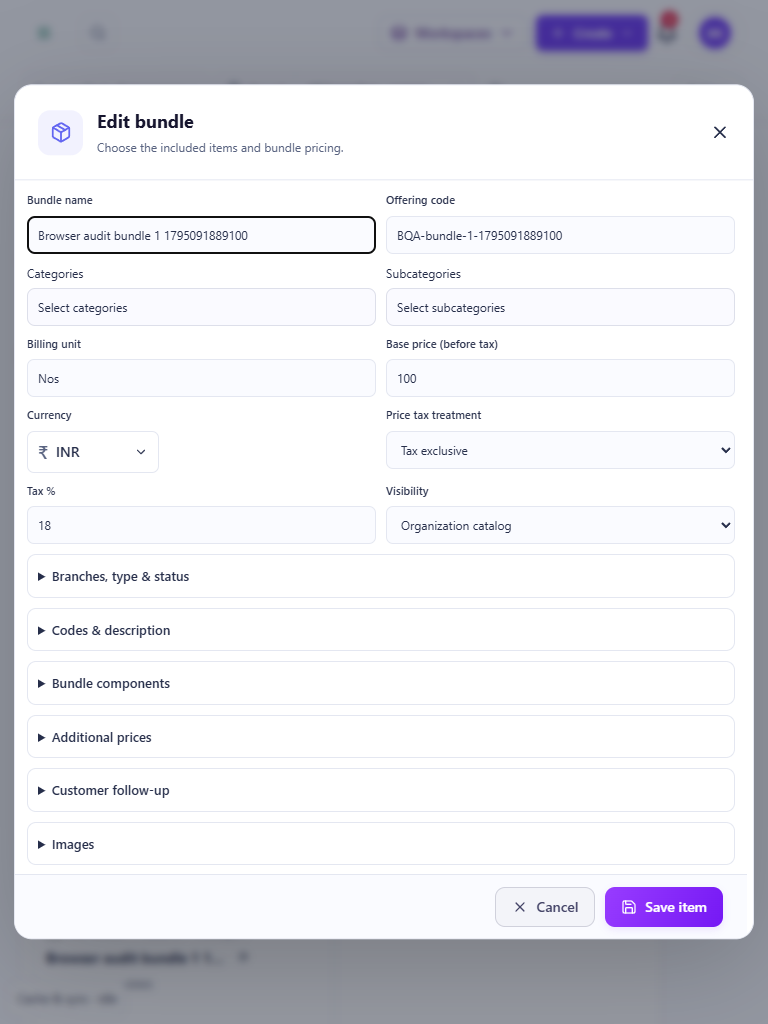 Edit bundle
Choose the included items and bundle pricing.
Bundle name
Offering code
Browser audit bundle 1 1795091889100
BQA-bundle-1-1795091889100
Categories
Subcategories
Select categories
Select subcategories
Billing unit
Base price (before tax)
Nos
100
Currency
Price tax treatment
₹ INR
Tax exclusive
Tax %
Visibility
18
Organization catalog
Branches, type & status
Codes & description
Bundle components
Additional prices
Customer follow-up
Images
Cancel
Save item